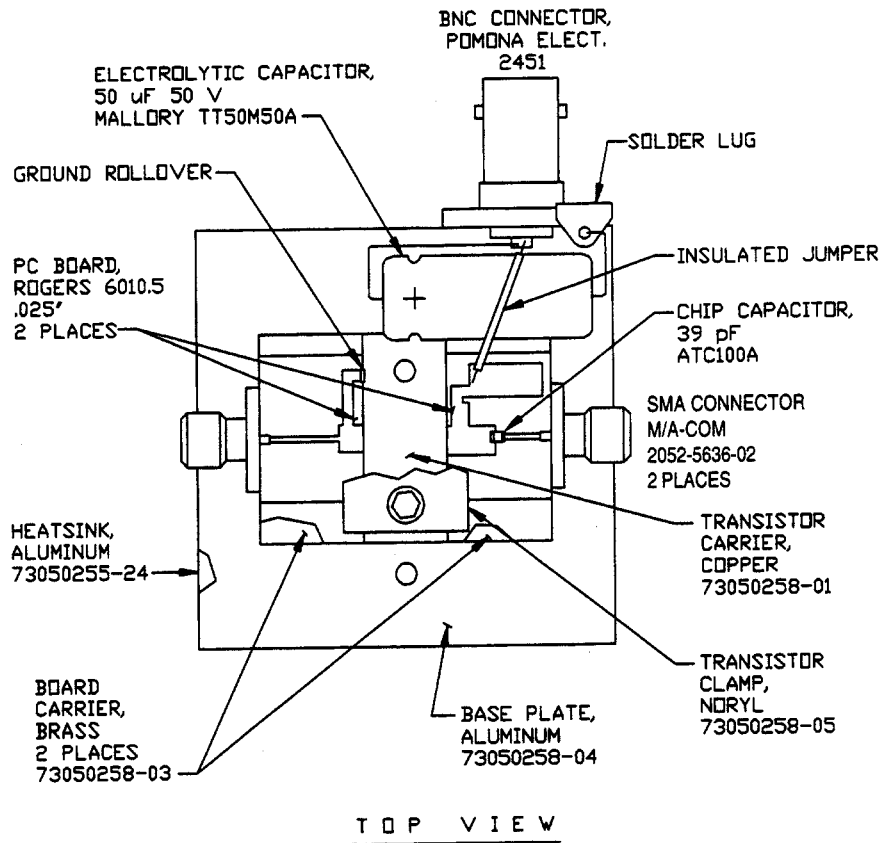 BNC CONNECTOR,
POMONA ELECT.
2451
ELECTROLYTIC CAPACITOR,
50 uF 50 V
MALLORY TT50M50A
SOLDER LUG
GROUND ROLLOVER
INSULATED JUMPER
PC BOARD,
ROGERS 6010.5
.025'
2 PLACES
CHIP CAPACITOR,
39 pF
ATC100A
SMA CONNECTOR
M/A-COM
2052-5636-02
2 PLACES
HEATSINK,
ALUMINUM
73050255-24
TRANSISTOR
CARRIER,
COPPER
73050258-01
BOARD
CARRIER,
BRASS
2 PLACES
73050258-03
BASE PLATE,
ALUMINUM
73050258-04
TRANSISTOR
CLAMP,
NORYL
73050258-05
TOP VIEW